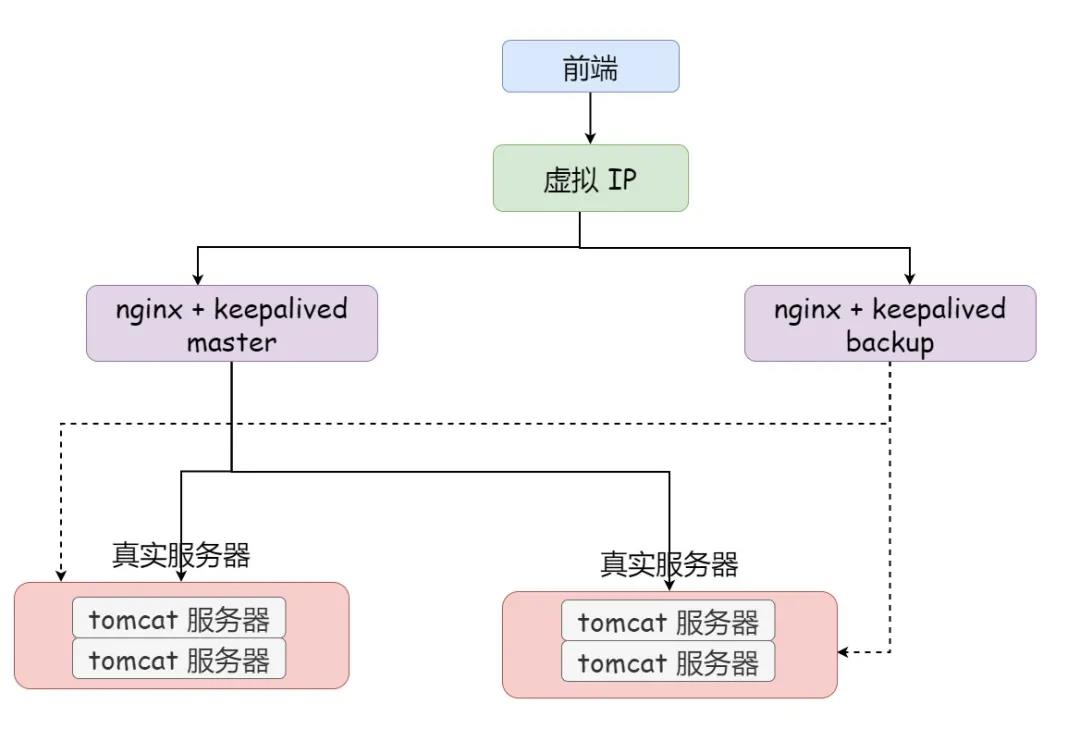 前端
虚拟 IP
nginx + keepalived
master
nginx + keepalived
backup
真实服务器
tomcat 服务器
tomcat 服务器
真实服务器
tomcat 服务器
tomcat 服务器